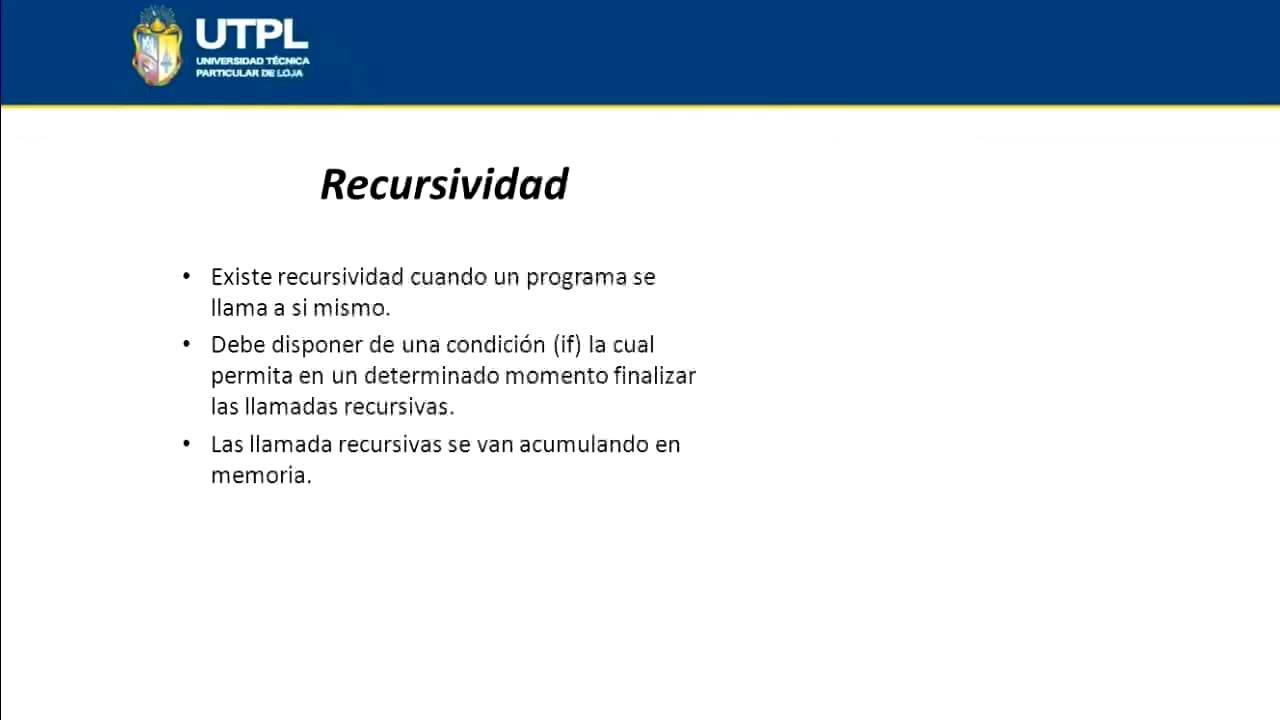 UTPL
UNIVERSIDAD TÉCNICA
PARTICULAR DE LOJA
Recursividad
• Existe recursividad cuando un programa se
llama a si mismo.
• Debe disponer de una condición (if) la cual
permita en un determinado momento finalizar
las llamadas recursivas.
• Las llamada recursivas se van acumulando en
memoria.